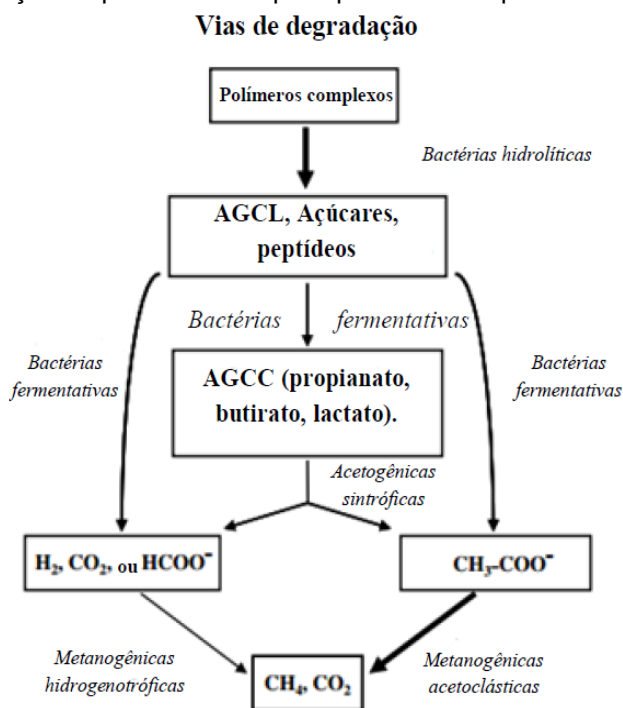 Vias de degradação
Polímeros complexos
Bactérias hidrolíticas
AGCL, Açúcares,
peptídeos
Bactérias fermentativas
Bactérias
fermentativas
Bactérias
fermentativas
AGCC (propianato,
butirato, lactato).
Acetogênicas
sintróficas
H₂, CO₂, ou HCOO⁻
CH₃-COO⁻
Metanogênicas
hidrogenotróficas
Metanogênicas
acetoclásticas
CH₄, CO₂